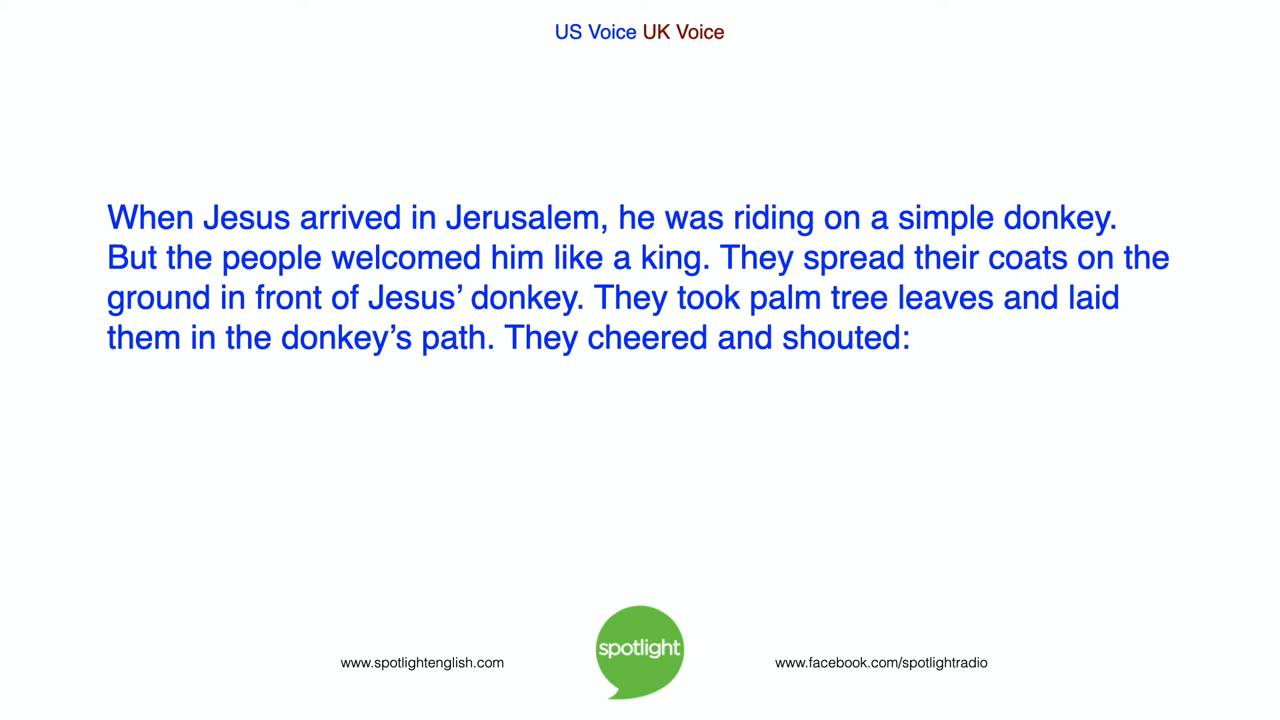 US Voice UK Voice
When Jesus arrived in Jerusalem, he was riding on a simple donkey.
But the people welcomed him like a king. They spread their coats on the
ground in front of Jesus’ donkey. They took palm tree leaves and laid
them in the donkey’s path. They cheered and shouted:
spotlight
www.spotlightenglish.com
www.facebook.com/spotlightradio